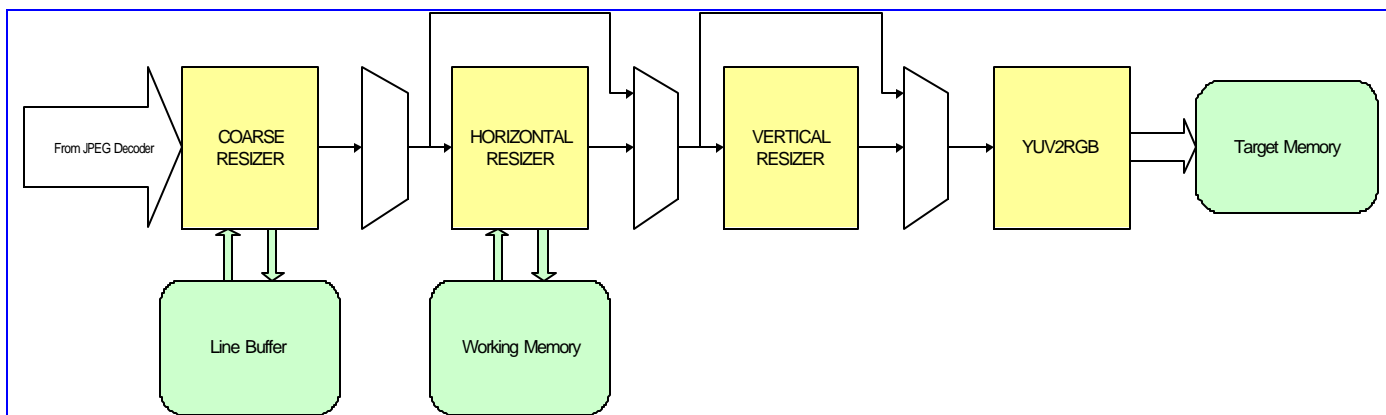 From JPEG Decoder
COARSE
RESIZER
HORIZONTAL
RESIZER
VERTICAL
RESIZER
YUV2RGB
Target Memory
Line Buffer
Working Memory